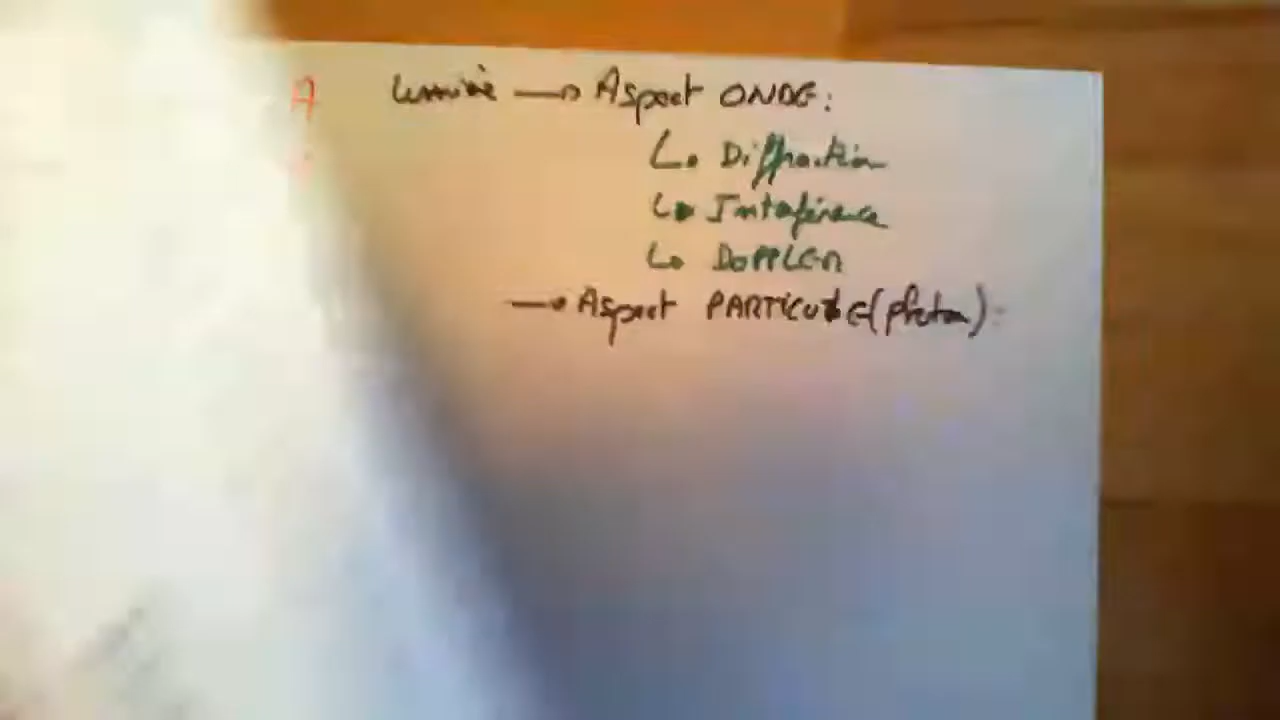 A lumière → Aspect ONDE:
↳ Diffraction
↳ Interférence
↳ DOPPLER
→ Aspect PARTICULE (photon):